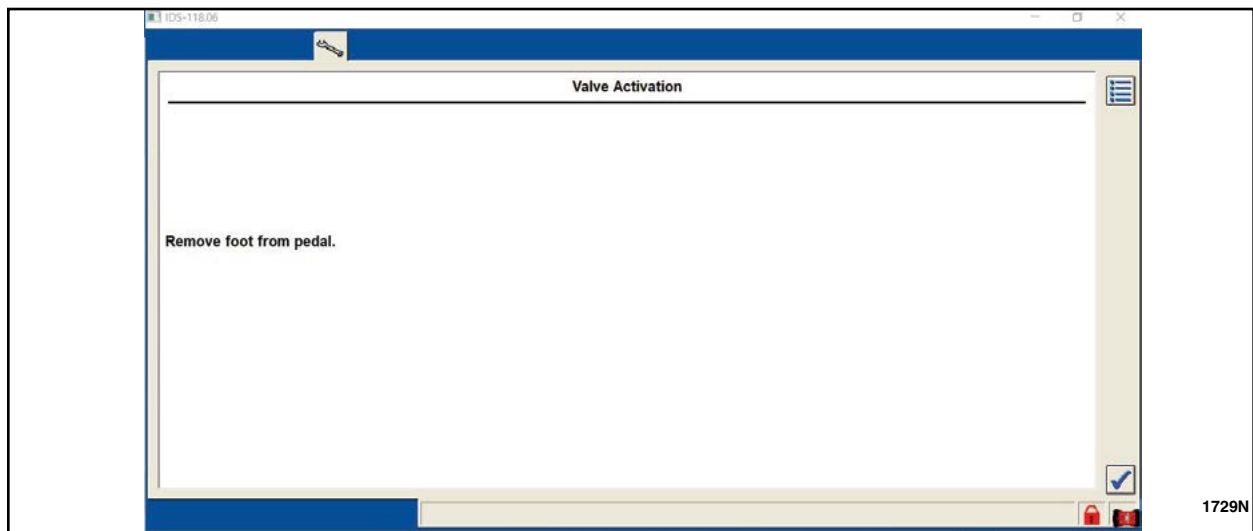 IDS-118.06
Valve Activation
Remove foot from pedal.
1729N